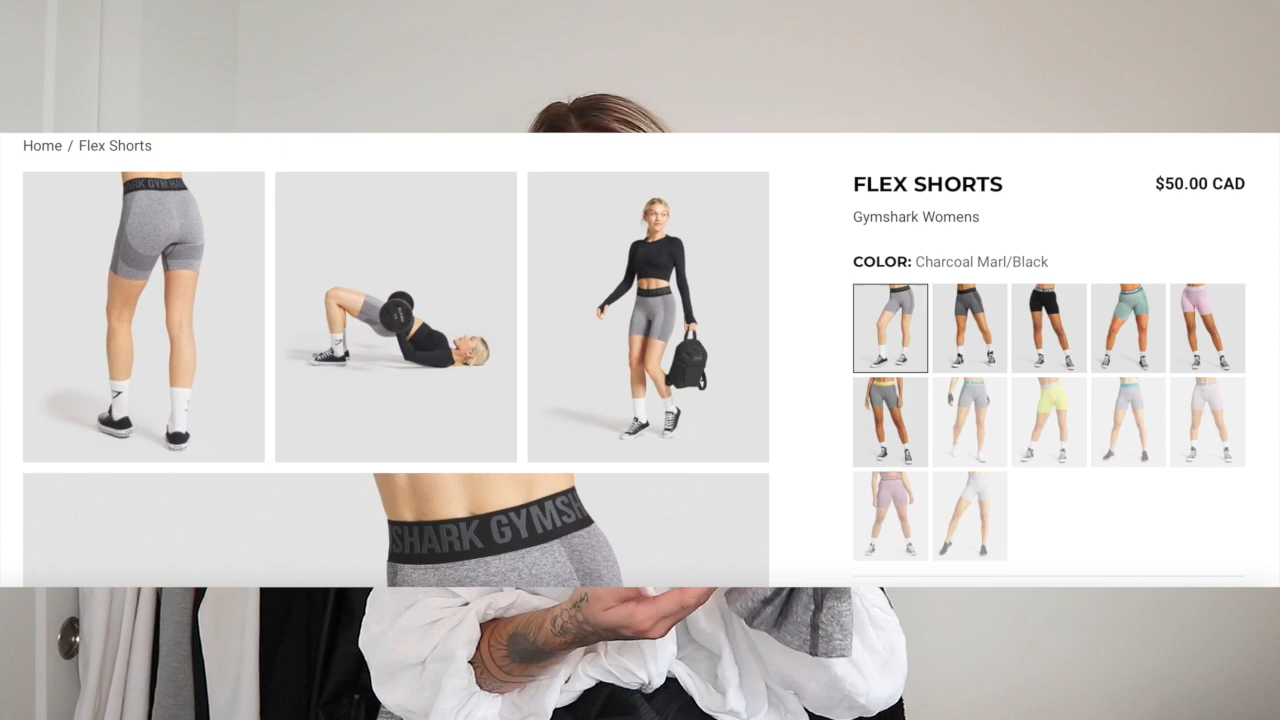 Home / Flex Shorts
FLEX SHORTS
$50.00 CAD
Gymshark Womens
COLOR: Charcoal Marl/Black
SHARK GYMSH